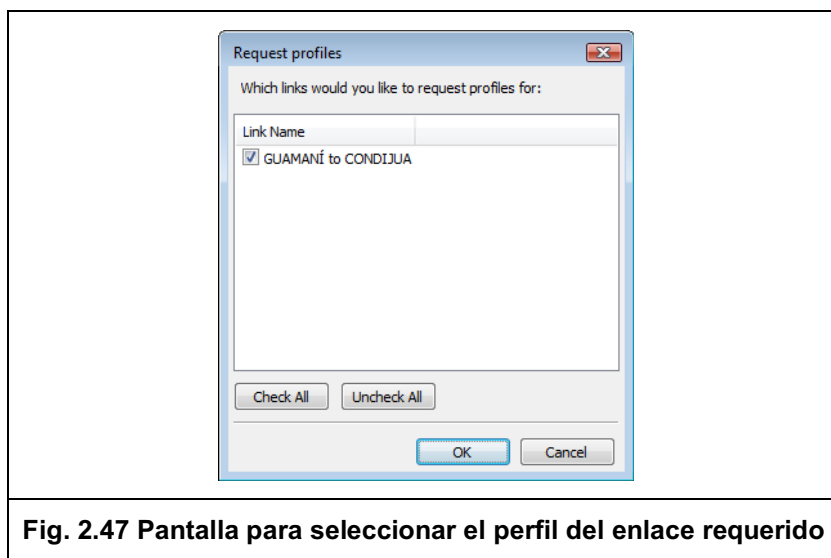 Request profiles
Which links would you like to request profiles for:
Link Name
GUAMANÍ to CONDIJUA
Check All Uncheck All
OK Cancel
Fig. 2.47 Pantalla para seleccionar el perfil del enlace requerido